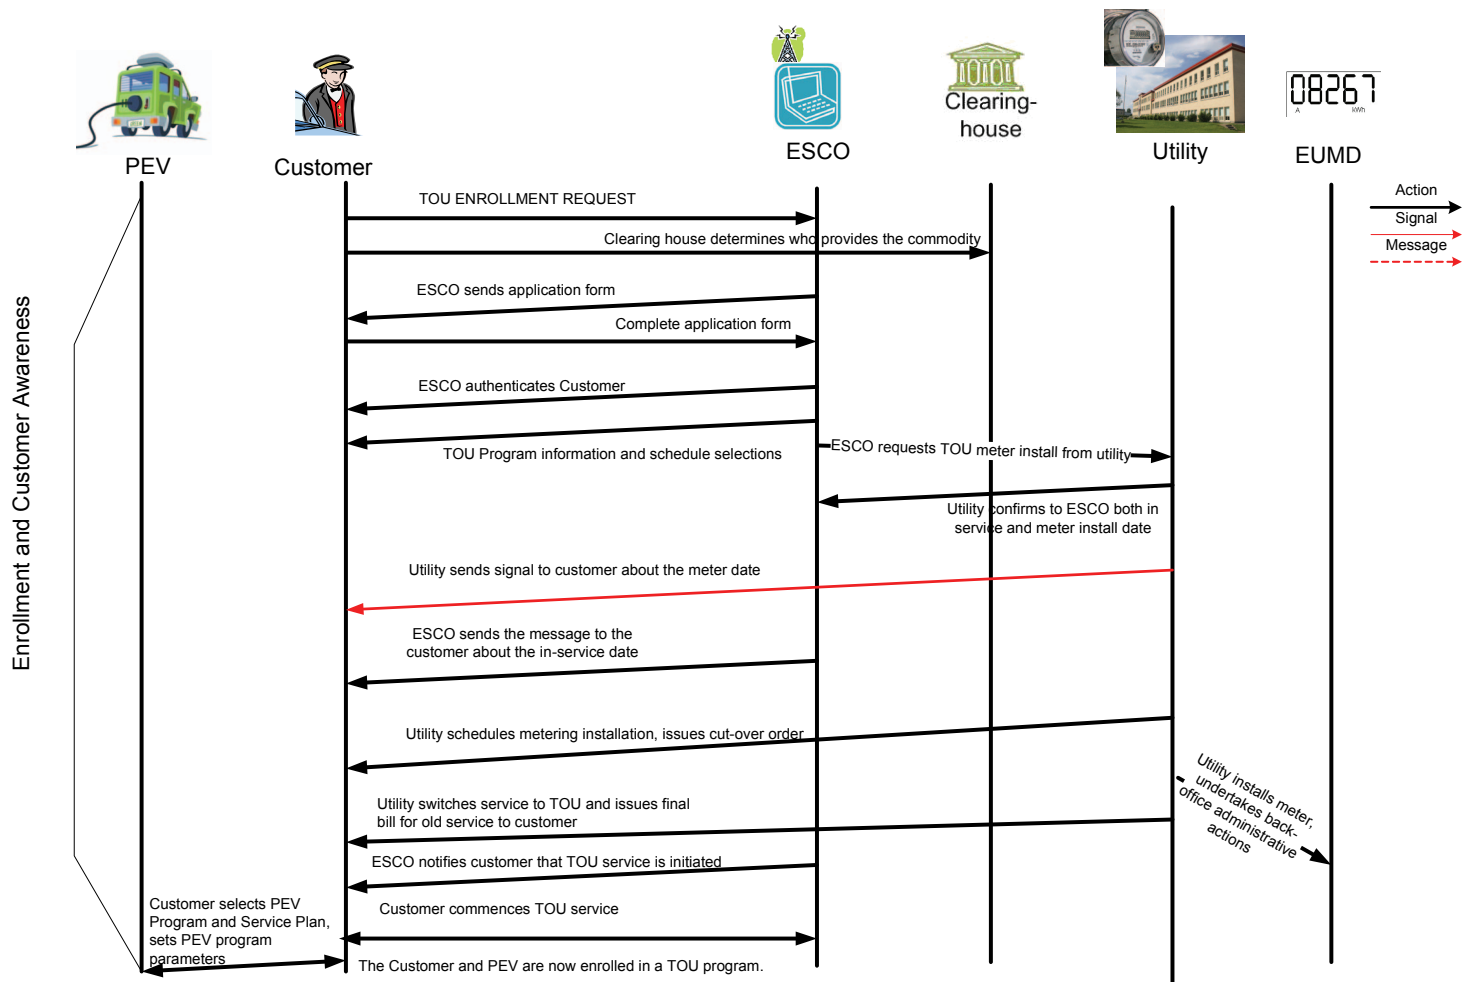 08267
A
kWh
Clearing-
house
PEV
Customer
ESCO
Utility
EUMD
Action
Signal
Message
Enrollment and Customer Awareness
TOU ENROLLMENT REQUEST
Clearing house determines who provides the commodity
ESCO sends application form
Complete application form
ESCO authenticates Customer
TOU Program information and schedule selections
ESCO requests TOU meter install from utility
Utility confirms to ESCO both in
service and meter install date
Utility sends signal to customer about the meter date
ESCO sends the message to the
customer about the in-service date
Utility schedules metering installation, issues cut-over order
Utility installs meter,
undertakes back-
office administrative
actions
Utility switches service to TOU and issues final
bill for old service to customer
ESCO notifies customer that TOU service is initiated
Customer selects PEV
Program and Service Plan,
sets PEV program
parameters
Customer commences TOU service
The Customer and PEV are now enrolled in a TOU program.